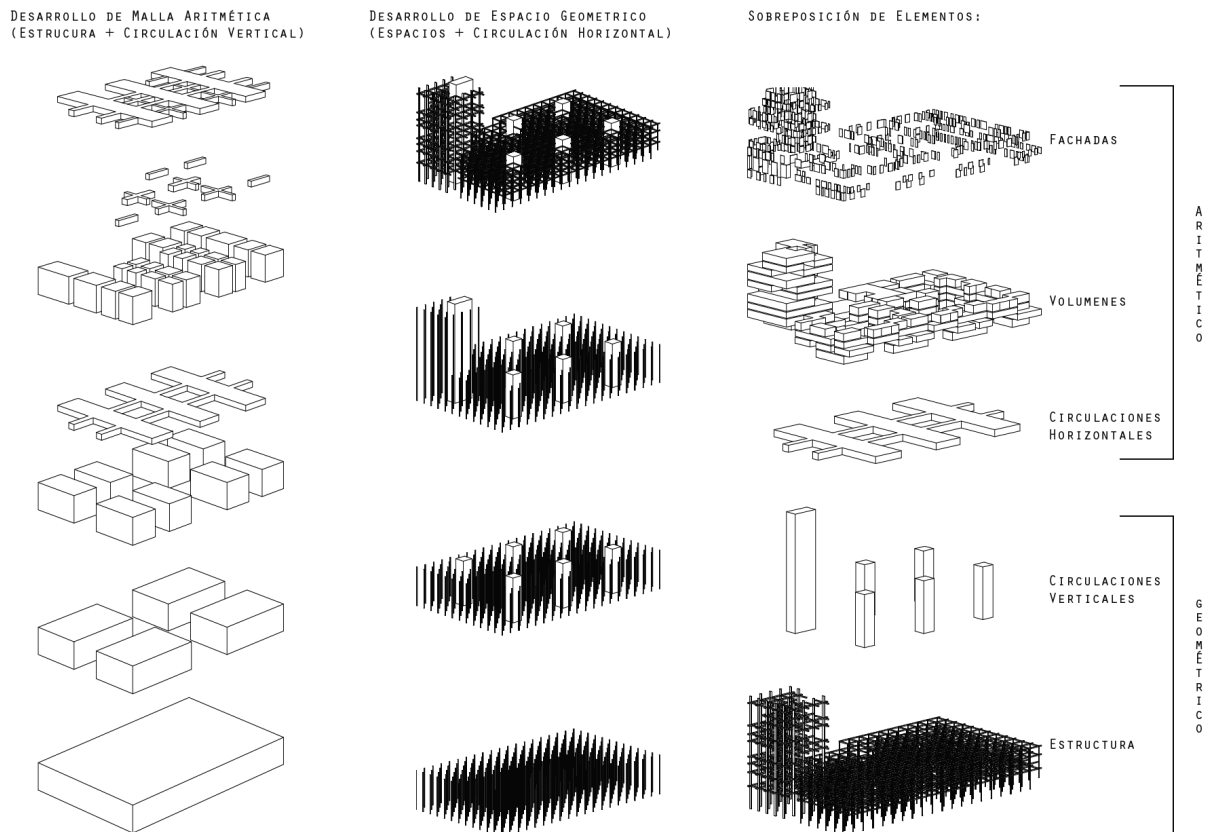 DESARROLLO DE MALLA ARITMÉTICA
(ESTRUCURA + CIRCULACIÓN VERTICAL)
DESARROLLO DE ESPACIO GEOMETRICO
(ESPACIOS + CIRCULACIÓN HORIZONTAL)
SOBREPOSICIÓN DE ELEMENTOS:
FACHADAS
VOLUMENES
CIRCULACIONES
HORIZONTALES
ARITMÉTICO
CIRCULACIONES
VERTICALES
ESTRUCTURA
GEOMÉTRICO